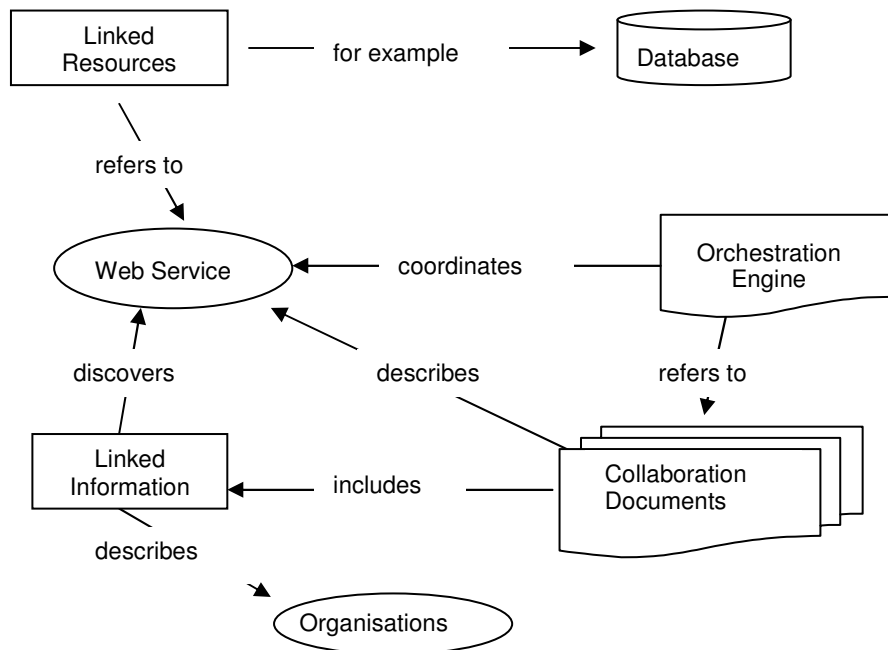 Linked
Resources
for example
Database
refers to
Web Service
coordinates
Orchestration
Engine
discovers
describes
refers to
Linked
Information
includes
Collaboration
Documents
describes
Organisations